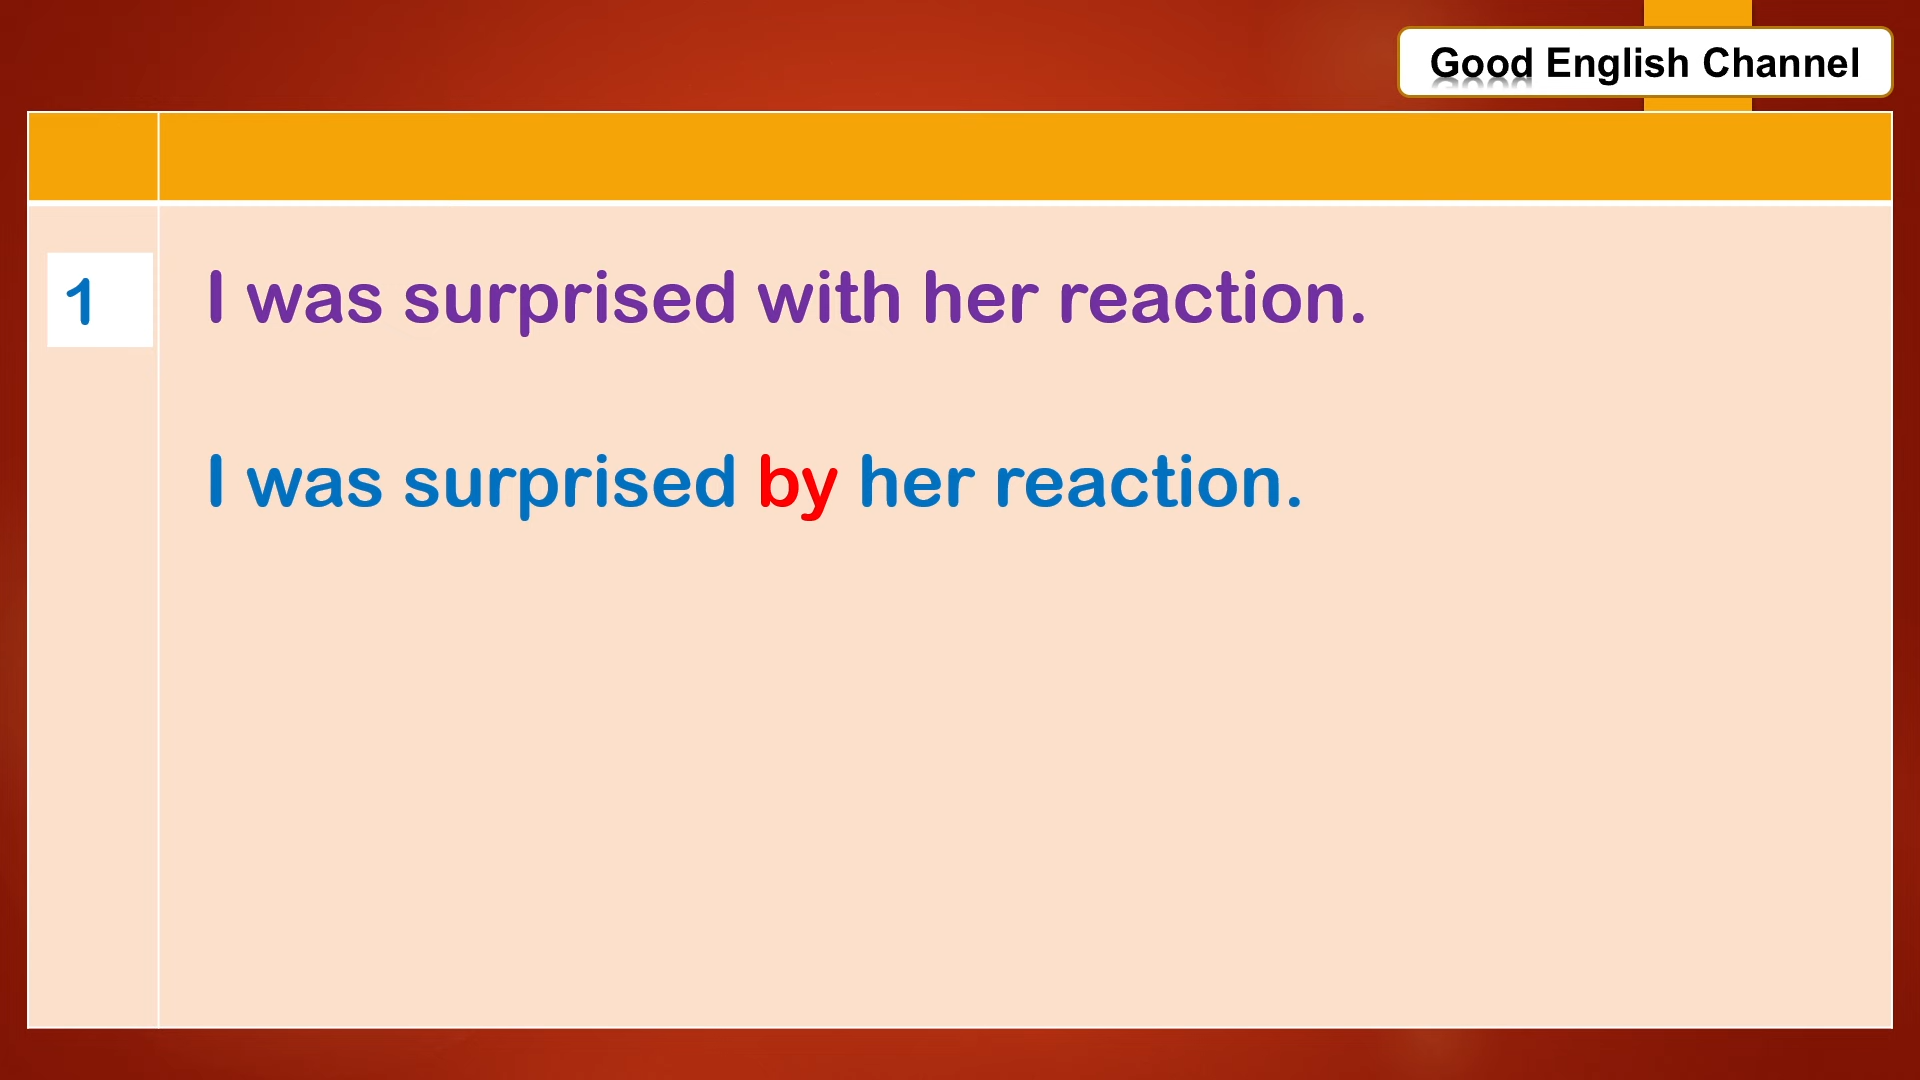 Good English Channel
1
I was surprised with her reaction.
I was surprised by her reaction.